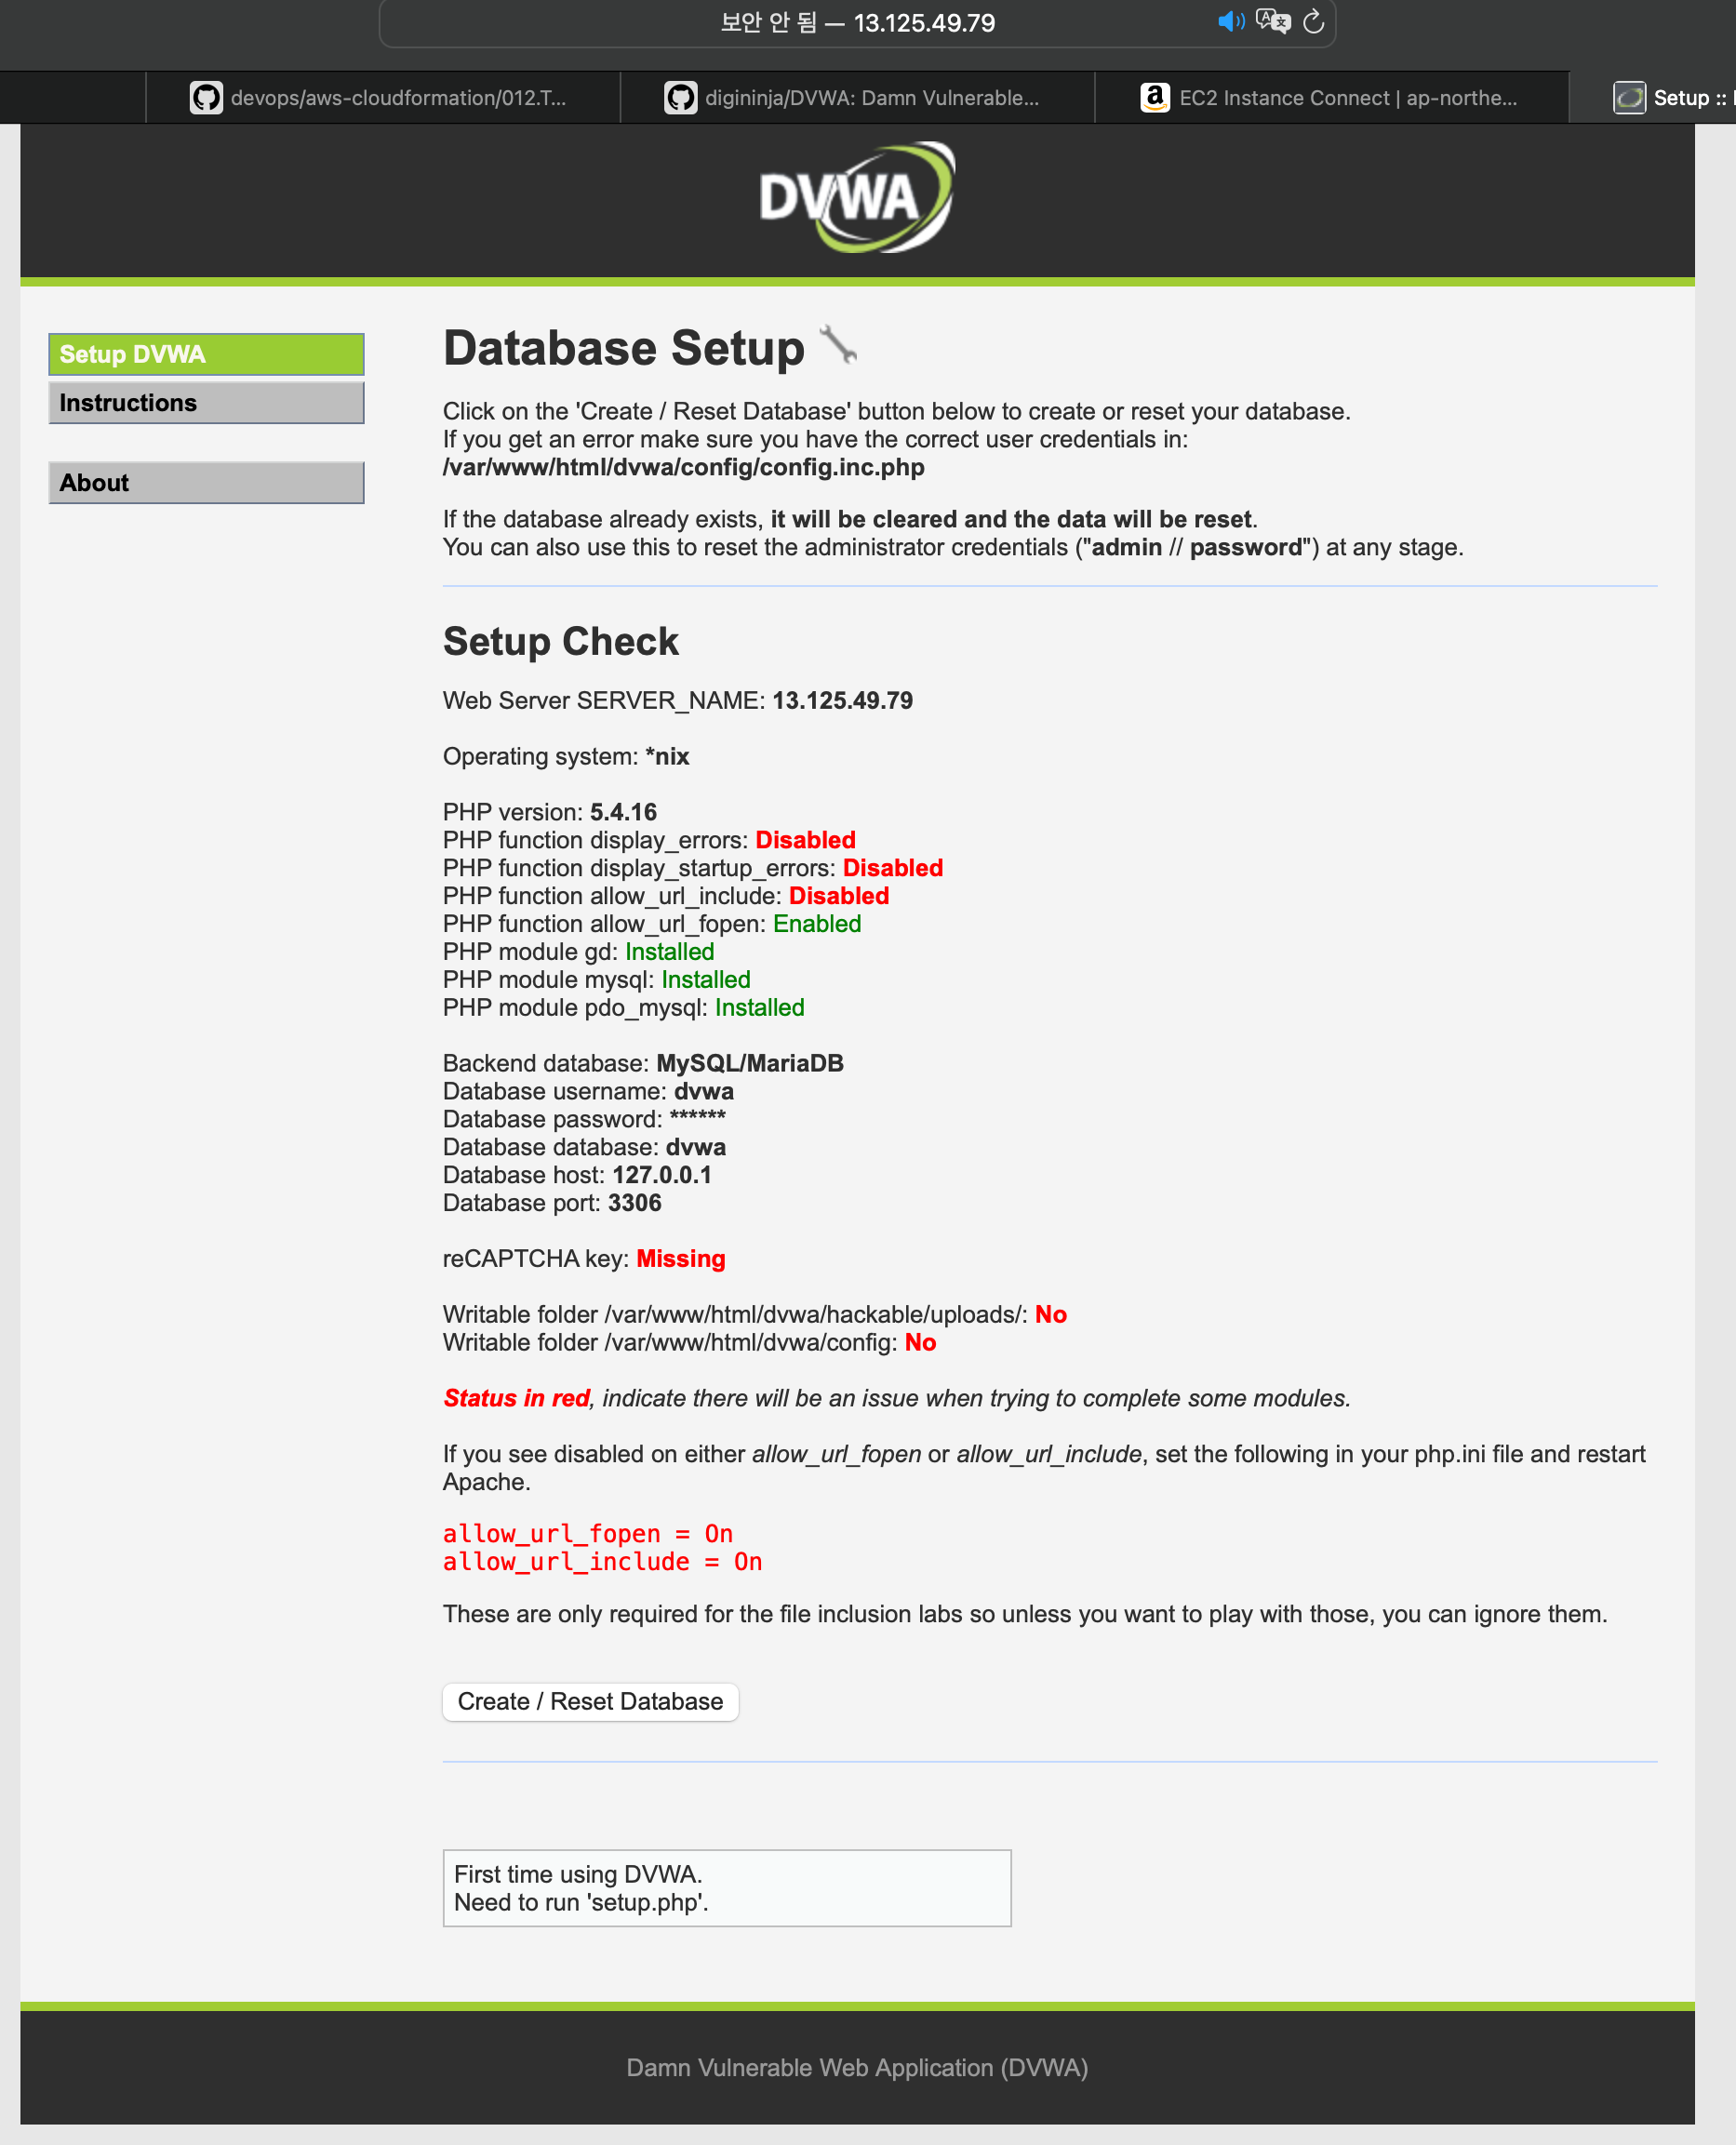 보안 안 됨 — 13.125.49.79
devops/aws-cloudformation/012.T...
digininja/DVWA: Damn Vulnerable...
EC2 Instance Connect | ap-northe...
Setup ::
DVWA
Setup DVWA
Instructions
About
Database Setup
Click on the 'Create / Reset Database' button below to create or reset your database.
If you get an error make sure you have the correct user credentials in:
/var/www/html/dvwa/config/config.inc.php
If the database already exists, it will be cleared and the data will be reset.
You can also use this to reset the administrator credentials ("admin // password") at any stage.
Setup Check
Web Server SERVER_NAME: 13.125.49.79
Operating system: *nix
PHP version: 5.4.16
PHP function display_errors: Disabled
PHP function display_startup_errors: Disabled
PHP function allow_url_include: Disabled
PHP function allow_url_fopen: Enabled
PHP module gd: Installed
PHP module mysql: Installed
PHP module pdo_mysql: Installed
Backend database: MySQL/MariaDB
Database username: dvwa
Database password: ******
Database database: dvwa
Database host: 127.0.0.1
Database port: 3306
reCAPTCHA key: Missing
Writable folder /var/www/html/dvwa/hackable/uploads/: No
Writable folder /var/www/html/dvwa/config: No
Status in red, indicate there will be an issue when trying to complete some modules.
If you see disabled on either allow_url_fopen or allow_url_include, set the following in your php.ini file and restart
Apache.
allow_url_fopen = On
allow_url_include = On
These are only required for the file inclusion labs so unless you want to play with those, you can ignore them.
Create / Reset Database
First time using DVWA.
Need to run 'setup.php'.
Damn Vulnerable Web Application (DVWA)